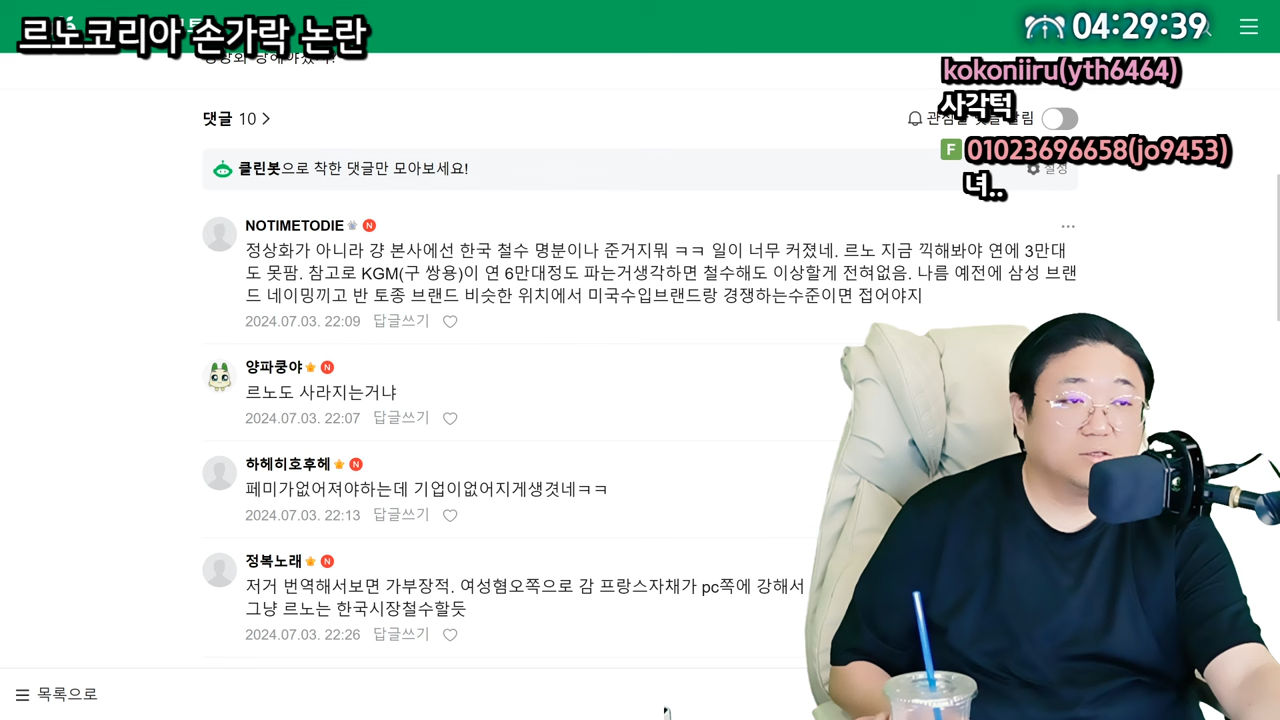 르노코리아 손가락 논란
04:29:39
kokoniiru(yth6464)
사각턱
F 01023696658(jo9453)
녀..
댓글 10 >
클린봇으로 착한 댓글만 모아보세요!
설정
NOTIMETODIE N
정상화가 아니라 걍 본사에선 한국 철수 명분이나 준거지뭐 ㅋㅋ 일이 너무 커졌네. 르노 지금 끽해봐야 연에 3만대
도 못팜. 참고로 KGM(구 쌍용)이 연 6만대정도 파는거생각하면 철수해도 이상할게 전혀없음. 나름 예전에 삼성 브랜
드 네이밍끼고 반 토종 브랜드 비슷한 위치에서 미국수입브랜드랑 경쟁하는수준이면 접어야지
2024.07.03. 22:09 답글쓰기
양파쿵야 N
르노도 사라지는거냐
2024.07.03. 22:07 답글쓰기
하헤히호후헤 N
페미가없어져야하는데 기업이없어지게생겻네ㅋㅋ
2024.07.03. 22:13 답글쓰기
정복노래 N
저거 번역해서보면 가부장적. 여성혐오쪽으로 감 프랑스자채가 pc쪽에 강해서
그냥 르노는 한국시장철수할듯
2024.07.03. 22:26 답글쓰기
목록으로